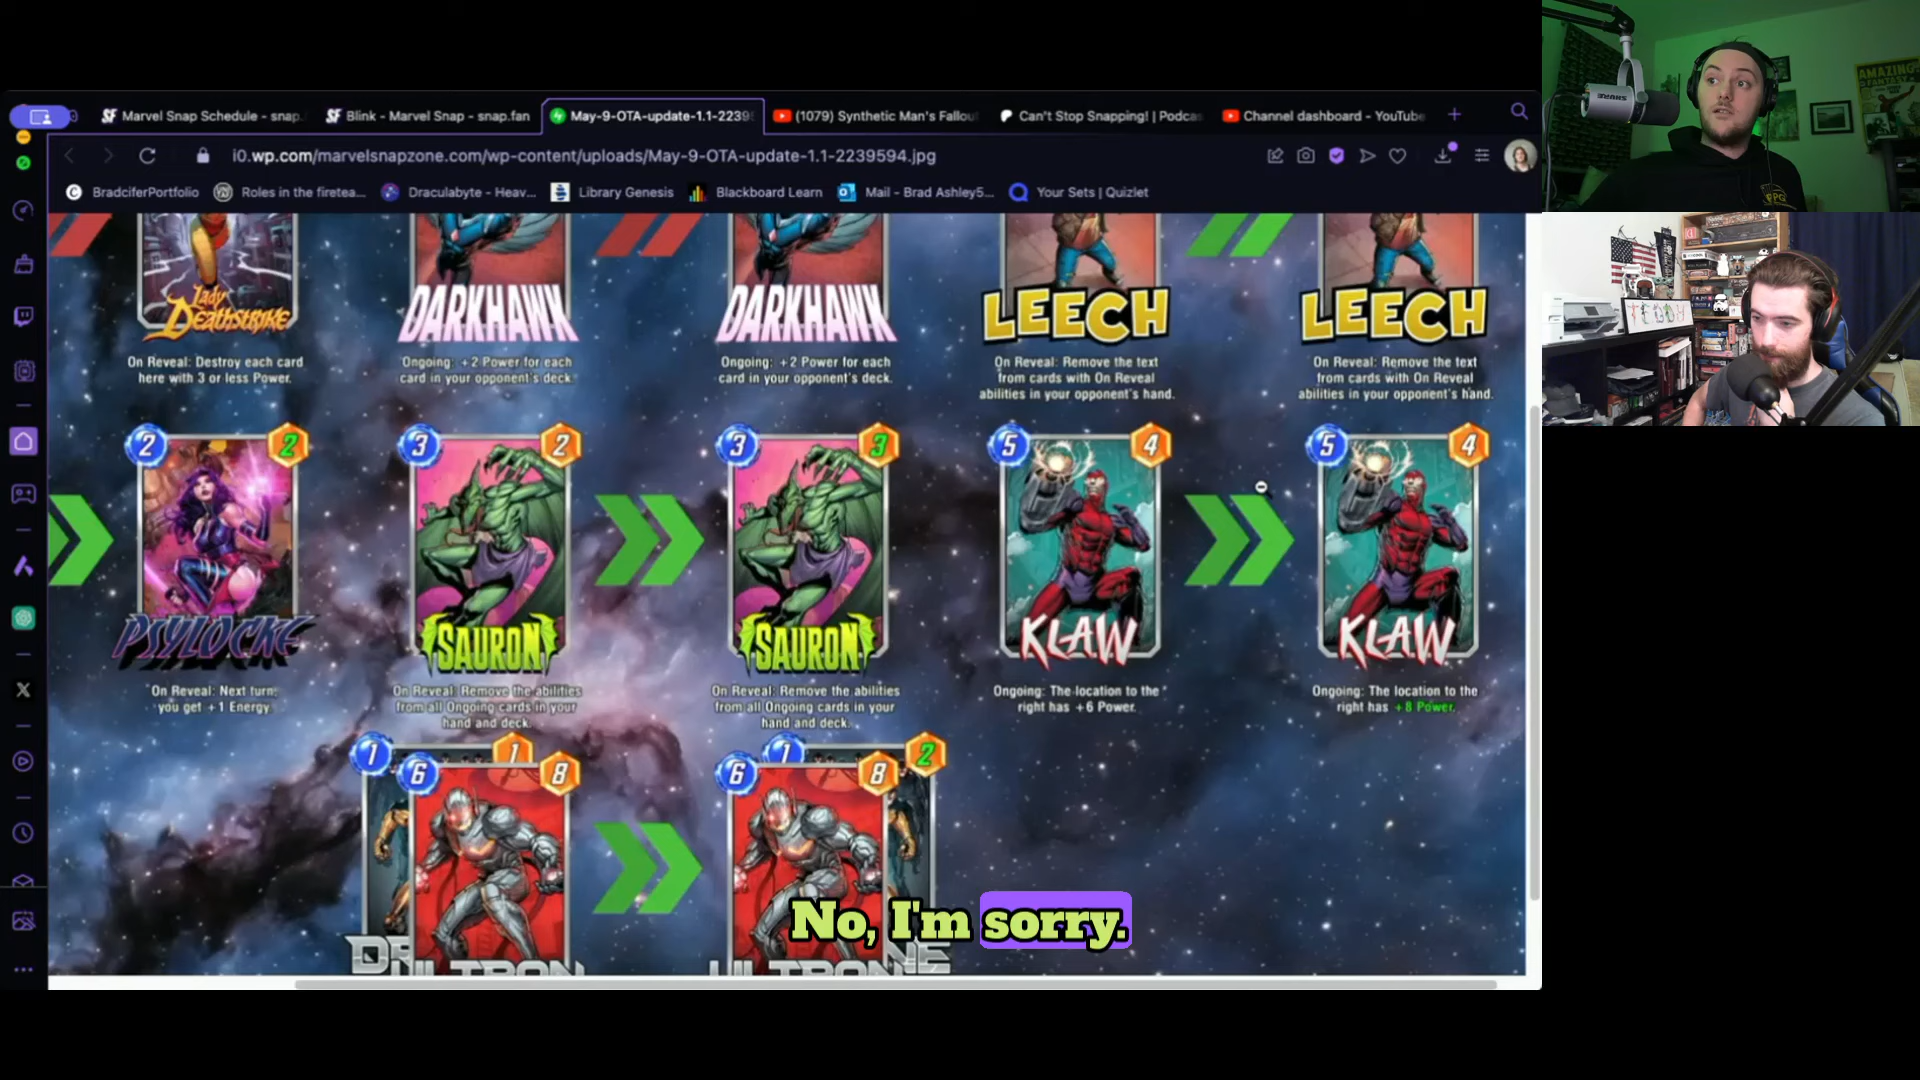 Marvel Snap Schedule - snap.
Blink - Marvel Snap - snap.fan
May-9-OTA-update-1.1-2239
(1079) Synthetic Man's Fallou
Can't Stop Snapping! | Podca
Channel dashboard - YouTube
i0.wp.com/marvelsnapzone.com/wp-content/uploads/May-9-OTA-update-1.1-2239594.jpg
BradciferPortfolio
Roles in the firetea...
Draculabyte - Heav...
Library Genesis
Blackboard Learn
Mail - Brad Ashley5...
Your Sets | Quizlet
Lady
Deathstrike
On Reveal: Destroy each card
here with 3 or less Power.
DARKHAWK
Ongoing: +2 Power for each
card in your opponent's deck.
DARKHAWK
Ongoing: +2 Power for each
card in your opponent's deck.
LEECH
On Reveal: Remove the text
from cards with On Reveal
abilities in your opponent's hand.
LEECH
On Reveal: Remove the text
from cards with On Reveal
abilities in your opponent's hand.
2 2
PSYLOCKE
On Reveal: Next turn,
you get +1 Energy.
3 2
SAURON
On Reveal: Remove the abilities
from all Ongoing cards in your
hand and deck.
3 3
SAURON
On Reveal: Remove the abilities
from all Ongoing cards in your
hand and deck.
5 4
KLAW
Ongoing: The location to the
right has +6 Power.
5 4
KLAW
Ongoing: The location to the
right has +8 Power.
1 1
6 8
DR
ULTRON
1 2
6 8
ULTRON
NE
No, I'm sorry.
SHURE
AMAZING
FANTASY